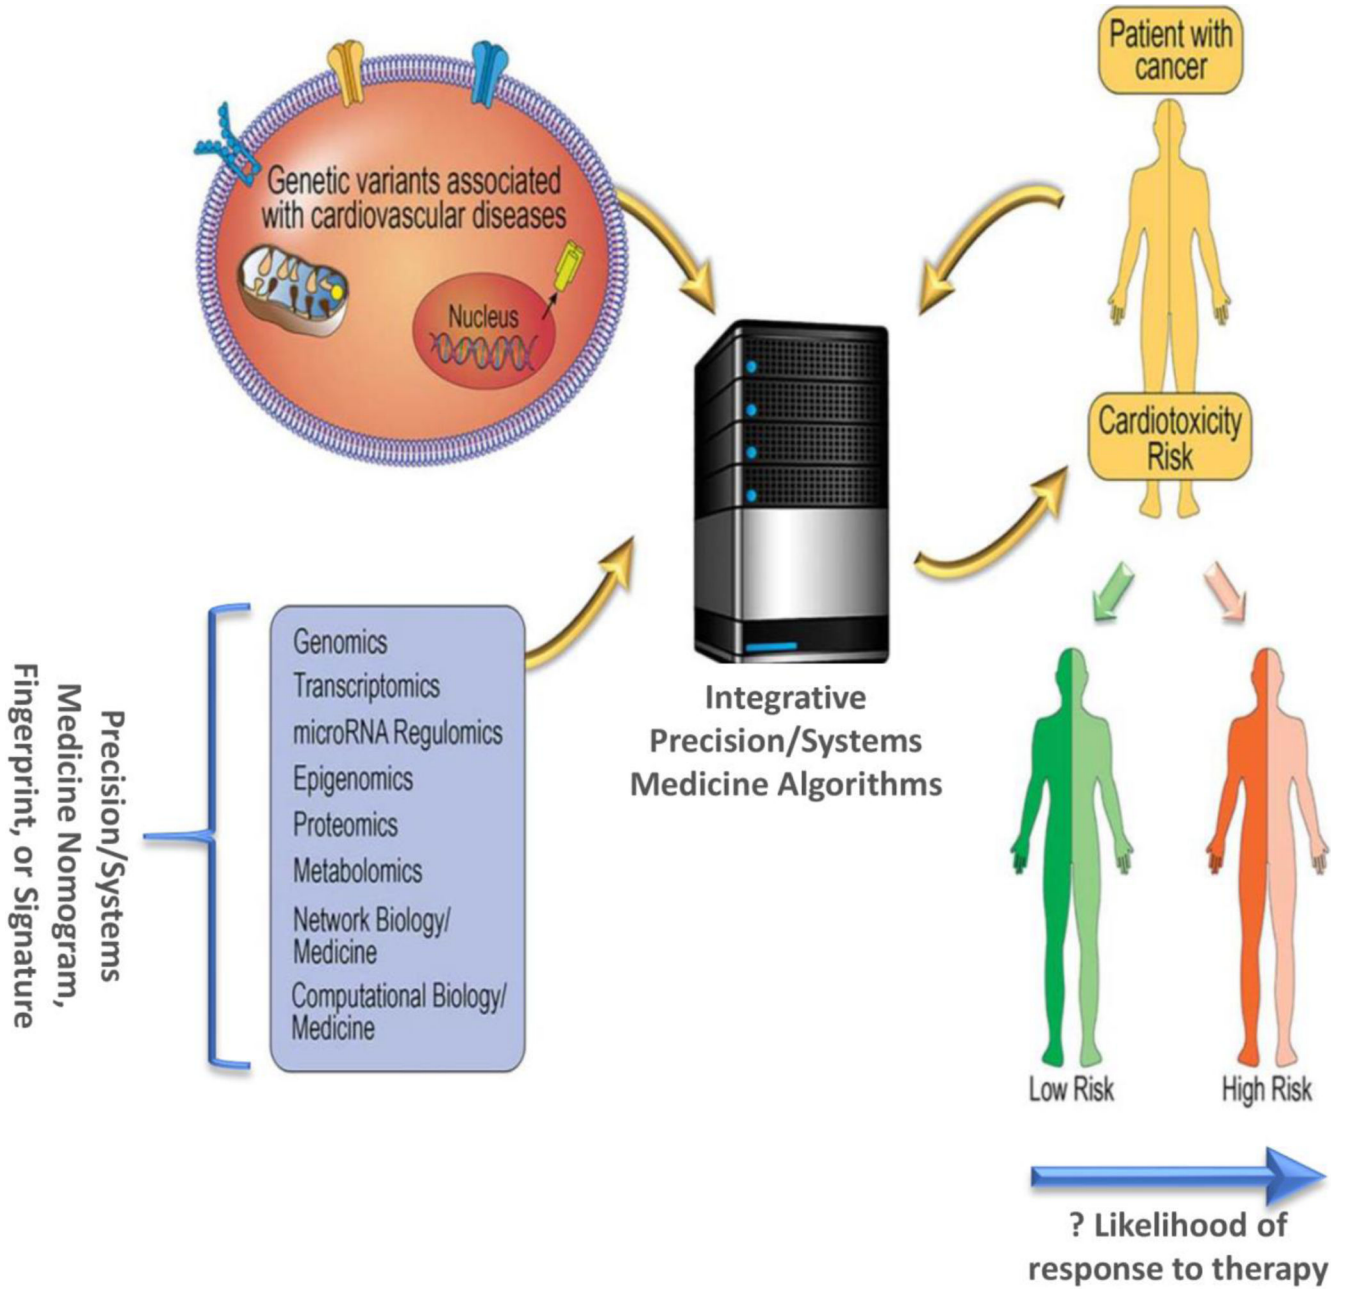 Patient with
cancer
Genetic variants associated
with cardiovascular diseases
Nucleus
Cardiotoxicity
Risk
Precision/Systems
Medicine Nomogram,
Fingerprint, or Signature
Genomics
Transcriptomics
microRNA Regulomics
Epigenomics
Proteomics
Metabolomics
Network Biology/
Medicine
Computational Biology/
Medicine
Integrative
Precision/Systems
Medicine Algorithms
Low Risk
High Risk
? Likelihood of
response to therapy